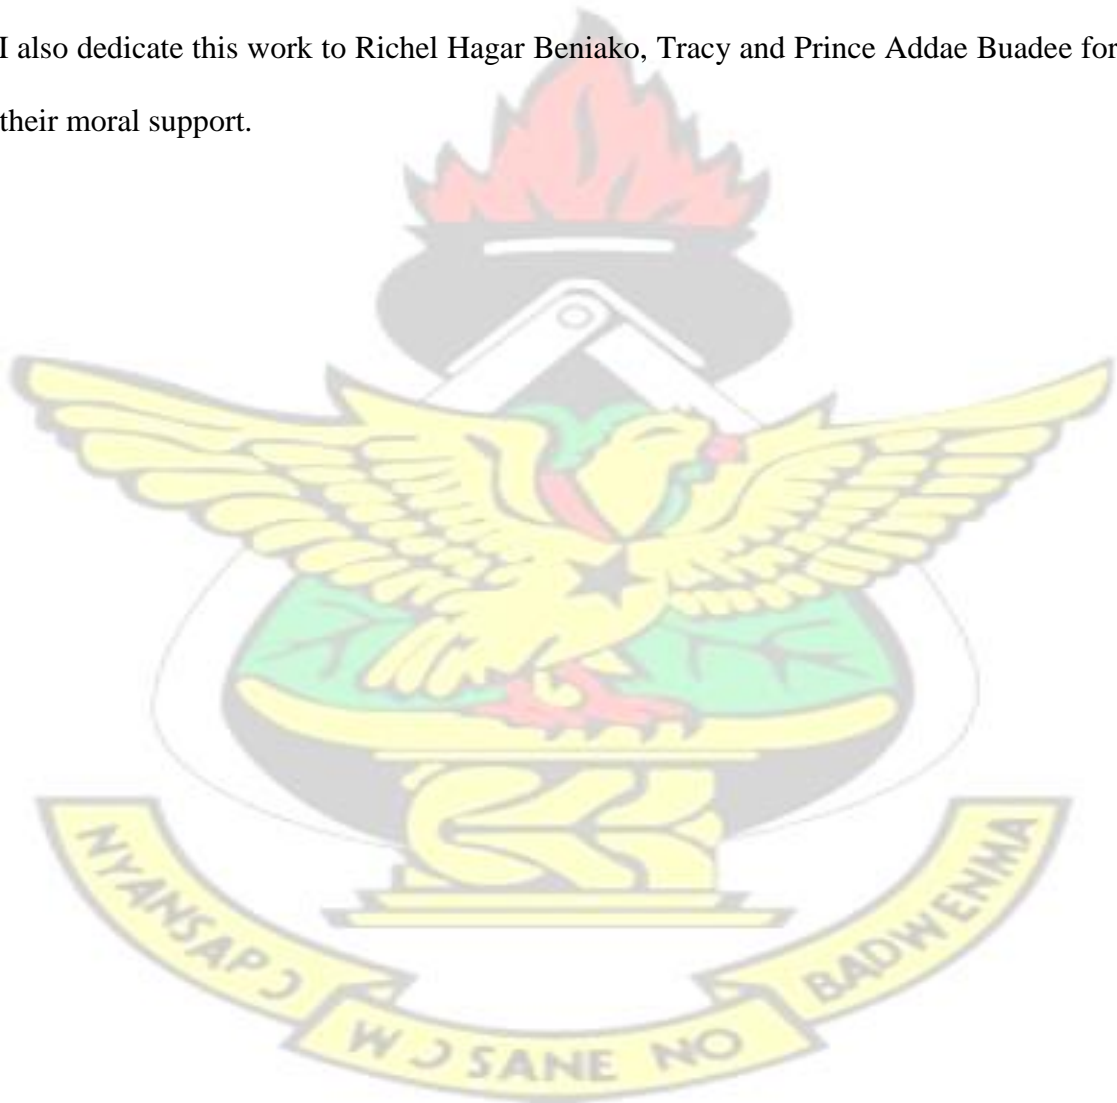 I also dedicate this work to Richel Hagar Beniako, Tracy and Prince Addae Buadee for
their moral support.
NYANSAPƆ
WƆSANE NO
BADWENMA